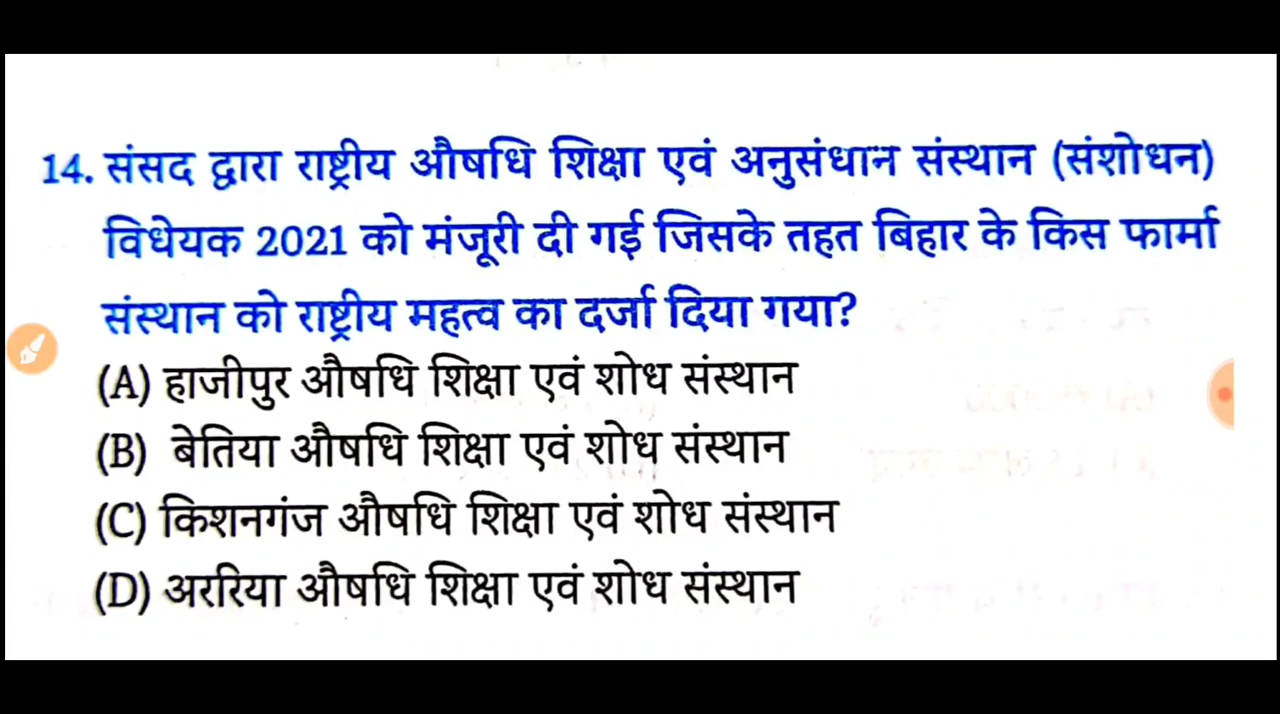 14. संसद द्वारा राष्ट्रीय औषधि शिक्षा एवं अनुसंधान संस्थान (संशोधन)
विधेयक 2021 को मंजूरी दी गई जिसके तहत बिहार के किस फार्मा
संस्थान को राष्ट्रीय महत्व का दर्जा दिया गया?
(A) हाजीपुर औषधि शिक्षा एवं शोध संस्थान
(B) बेतिया औषधि शिक्षा एवं शोध संस्थान
(C) किशनगंज औषधि शिक्षा एवं शोध संस्थान
(D) अररिया औषधि शिक्षा एवं शोध संस्थान